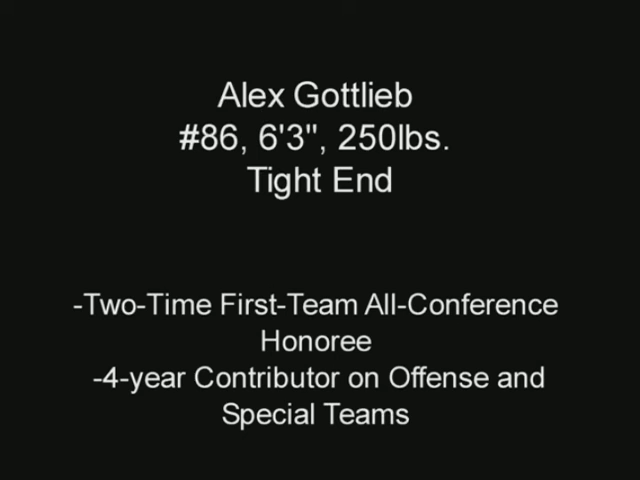 Alex Gottlieb
#86, 6'3", 250lbs.
Tight End
-Two-Time First-Team All-Conference
Honoree
-4-year Contributor on Offense and
Special Teams